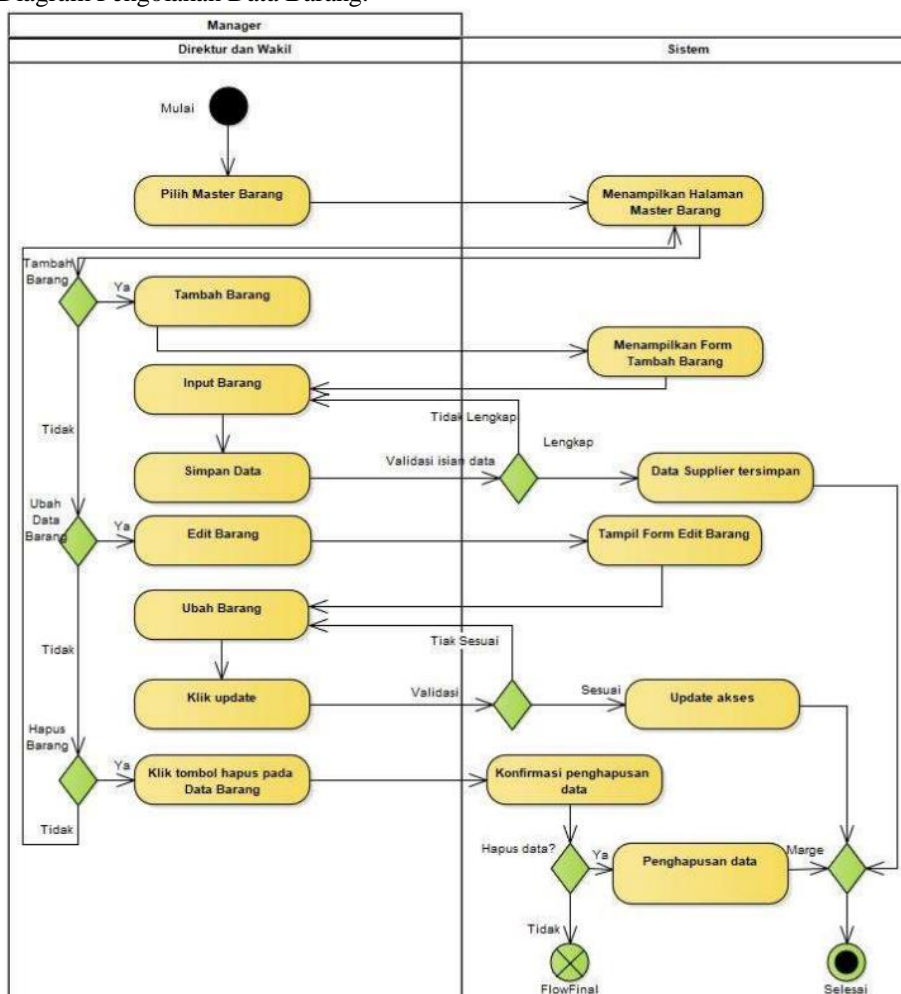 Diagram Pengolahan Data Barang.
Manager
Direktur dan Wakil
Sistem
Mulai
Pilih Master Barang
Menampilkan Halaman
Master Barang
Tambah
Barang
Ya
Tambah Barang
Menampilkan Form
Tambah Barang
Input Barang
Tidak Lengkap
Tidak
Lengkap
Simpan Data
Validasi isian data
Data Supplier tersimpan
Ubah
Data
Barang
Ya
Edit Barang
Tampil Form Edit Barang
Ubah Barang
Tiak Sesuai
Tidak
Klik update
Validasi
Sesuai
Update akses
Hapus
Barang
Ya
Klik tombol hapus pada
Data Barang
Konfirmasi penghapusan
data
Tidak
Hapus data?
Ya
Penghapusan data
Marge
Tidak
FlowFinal
Selesai